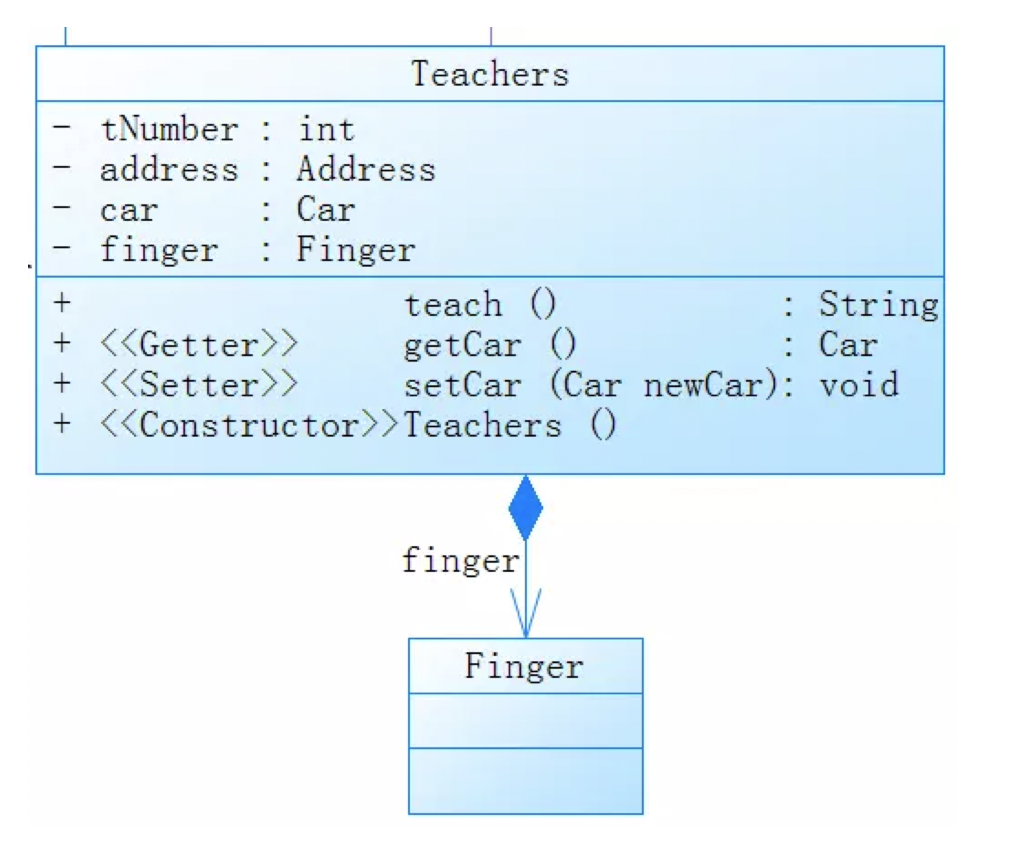 Teachers
- tNumber : int
- address : Address
- car : Car
- finger : Finger
+ teach () : String
+ <<Getter>> getCar () : Car
+ <<Setter>> setCar (Car newCar): void
+ <<Constructor>>Teachers ()
finger
Finger